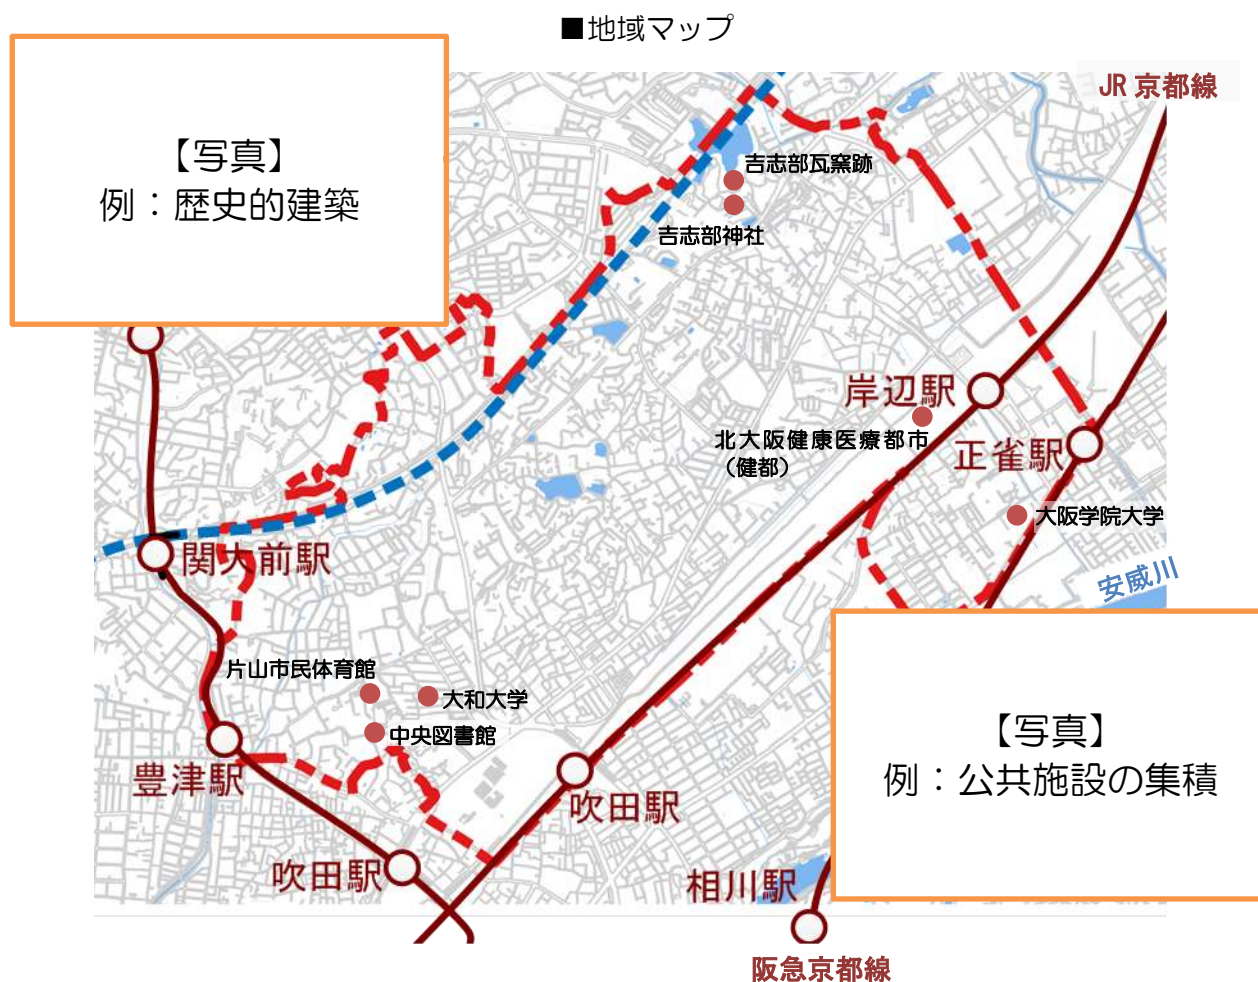 ■地域マップ
JR 京都線
【写真】
例：歴史的建築
吉志部瓦窯跡
吉志部神社
岸辺駅
北大阪健康医療都市
（健都）
正雀駅
大阪学院大学
関大前駅
安威川
片山市民体育館
大和大学
中央図書館
【写真】
例：公共施設の集積
豊津駅
吹田駅
吹田駅
相川駅
阪急京都線